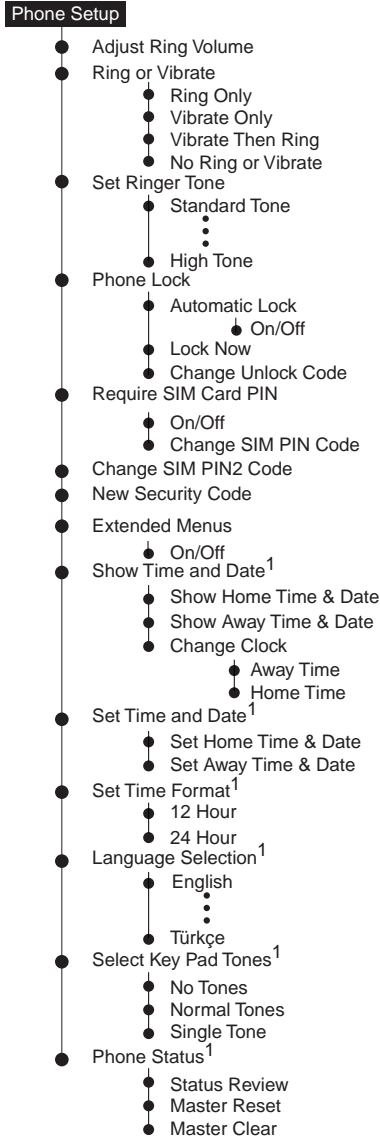 Phone Setup
Adjust Ring Volume
Ring or Vibrate
Ring Only
Vibrate Only
Vibrate Then Ring
No Ring or Vibrate
Set Ringer Tone
Standard Tone
High Tone
Phone Lock
Automatic Lock
On/Off
Lock Now
Change Unlock Code
Require SIM Card PIN
On/Off
Change SIM PIN Code
Change SIM PIN2 Code
New Security Code
Extended Menus
On/Off
Show Time and Date1
Show Home Time & Date
Show Away Time & Date
Change Clock
Away Time
Home Time
Set Time and Date1
Set Home Time & Date
Set Away Time & Date
Set Time Format1
12 Hour
24 Hour
Language Selection1
English
Türkçe
Select Key Pad Tones1
No Tones
Normal Tones
Single Tone
Phone Status1
Status Review
Master Reset
Master Clear